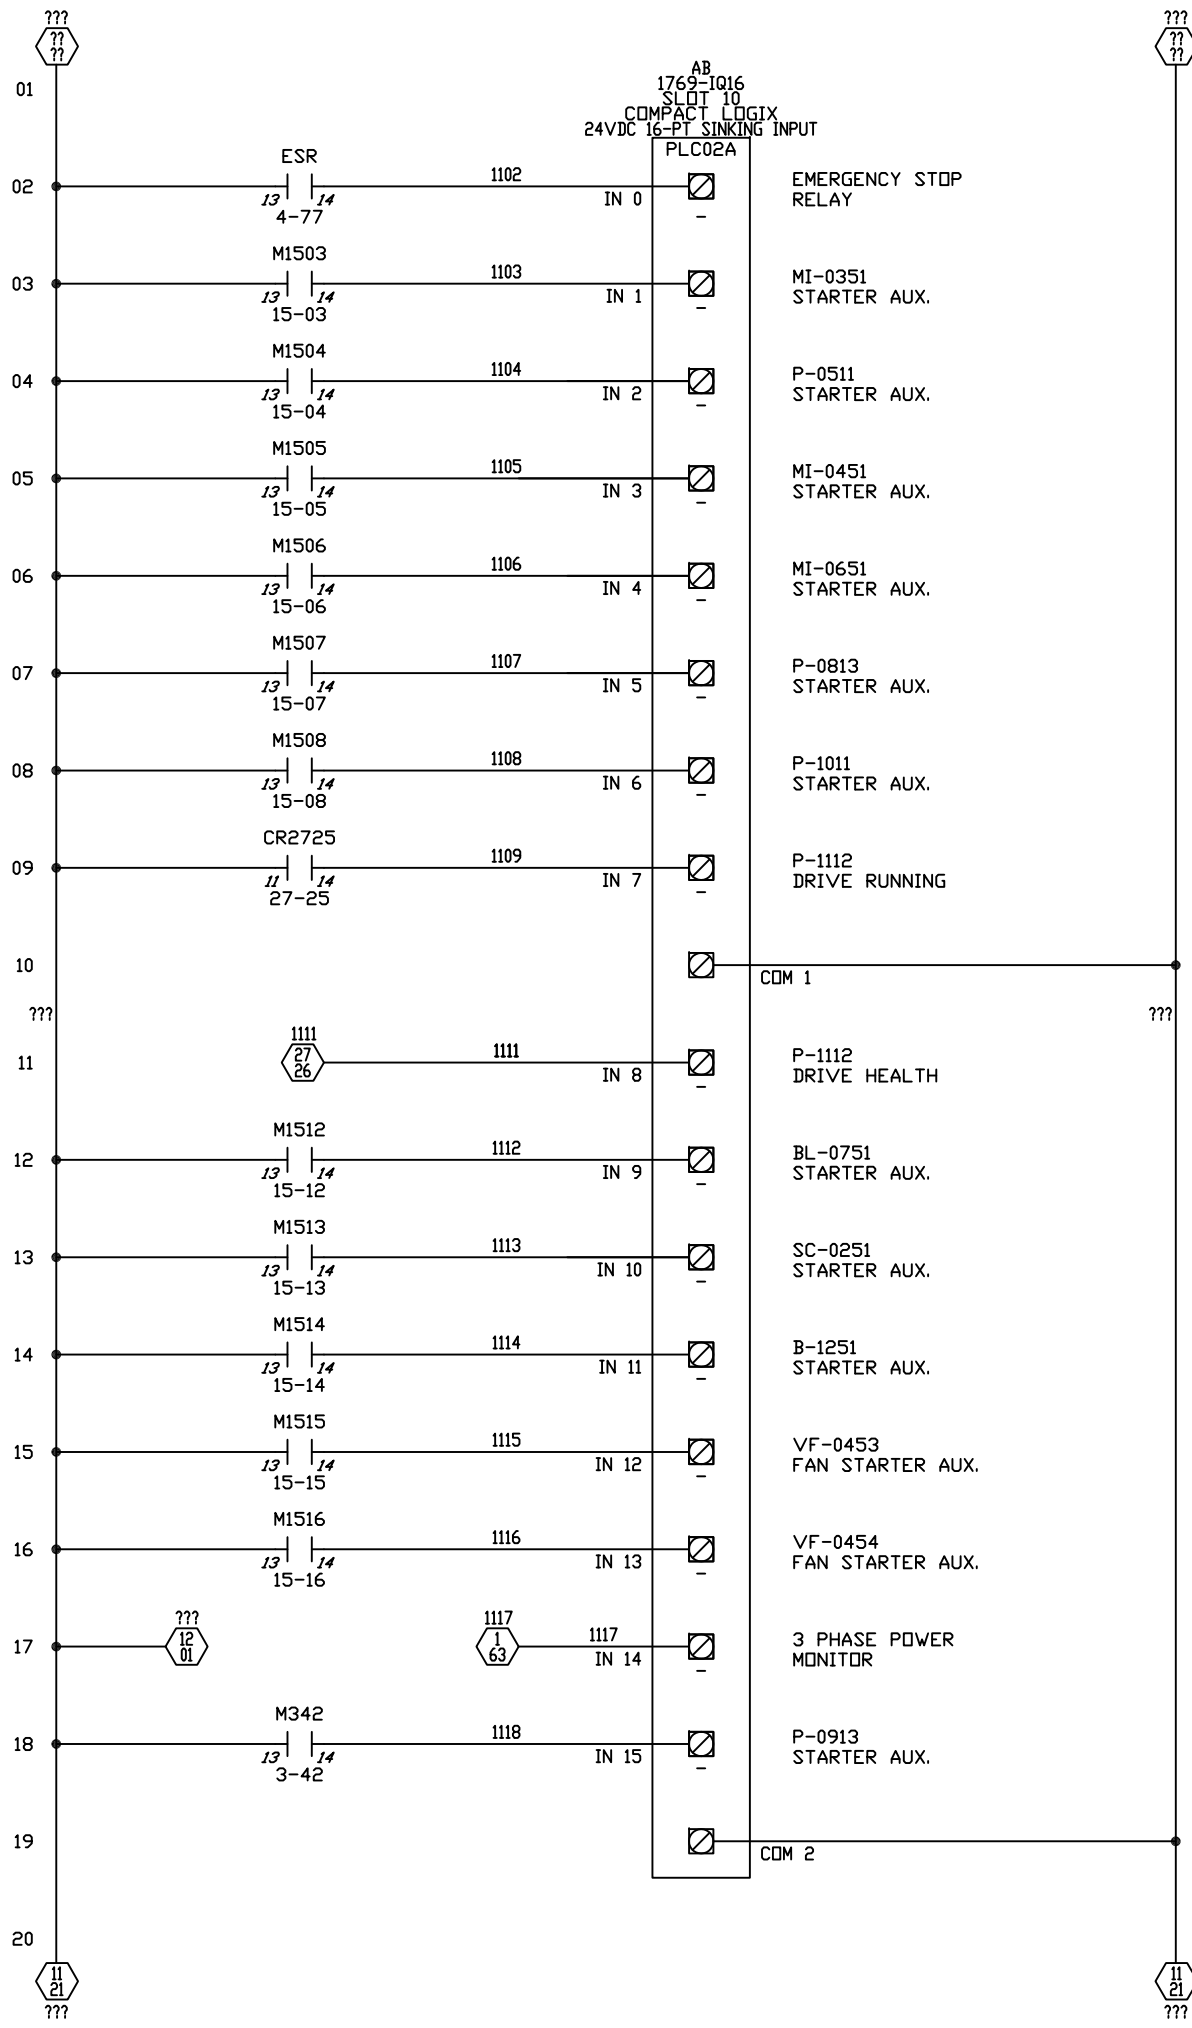 ???
??
??
???
??
??
01
AB
1769-IQ16
SLOT 10
COMPACT LOGIX
24VDC 16-PT SINKING INPUT
PLC02A
02
ESR
13 14
4-77
1102
IN 0
-
EMERGENCY STOP
RELAY
03
M1503
13 14
15-03
1103
IN 1
-
MI-0351
STARTER AUX.
04
M1504
13 14
15-04
1104
IN 2
-
P-0511
STARTER AUX.
05
M1505
13 14
15-05
1105
IN 3
-
MI-0451
STARTER AUX.
06
M1506
13 14
15-06
1106
IN 4
-
MI-0651
STARTER AUX.
07
M1507
13 14
15-07
1107
IN 5
-
P-0813
STARTER AUX.
08
M1508
13 14
15-08
1108
IN 6
-
P-1011
STARTER AUX.
09
CR2725
11 14
27-25
1109
IN 7
-
P-1112
DRIVE RUNNING
10
COM 1
???
???
11
1111
27
26
1111
IN 8
-
P-1112
DRIVE HEALTH
12
M1512
13 14
15-12
1112
IN 9
-
BL-0751
STARTER AUX.
13
M1513
13 14
15-13
1113
IN 10
-
SC-0251
STARTER AUX.
14
M1514
13 14
15-14
1114
IN 11
-
B-1251
STARTER AUX.
15
M1515
13 14
15-15
1115
IN 12
-
VF-0453
FAN STARTER AUX.
16
M1516
13 14
15-16
1116
IN 13
-
VF-0454
FAN STARTER AUX.
17
???
12
01
1117
1
63
1117
IN 14
-
3 PHASE POWER
MONITOR
18
M342
13 14
3-42
1118
IN 15
-
P-0913
STARTER AUX.
19
COM 2
20
11
21
???
11
21
???